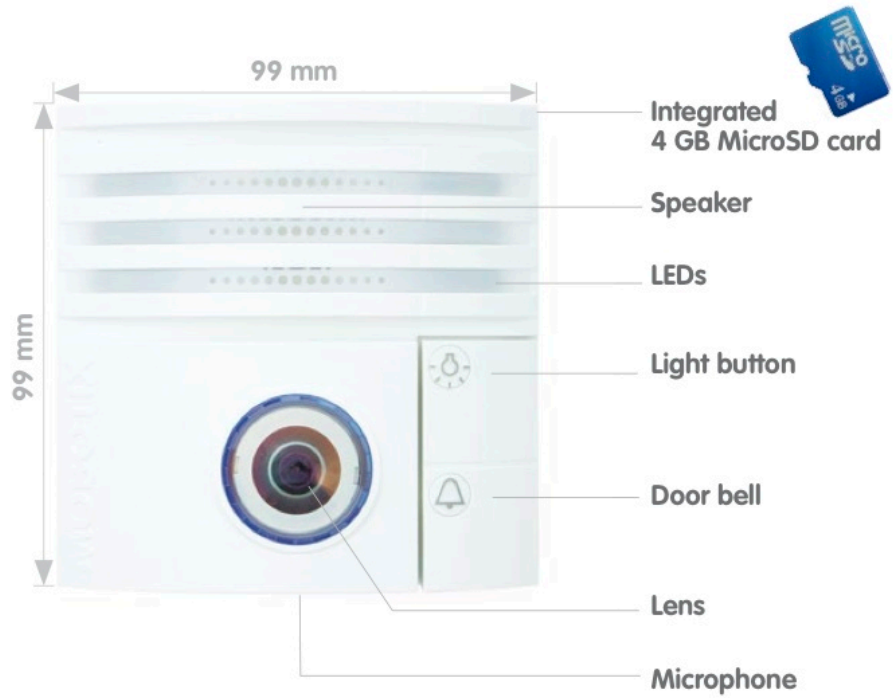 99 mm
micro
SD
4 GB
Integrated
4 GB MicroSD card
Speaker
LEDs
99 mm
Light button
MOBOTIX
Door bell
Lens
Microphone